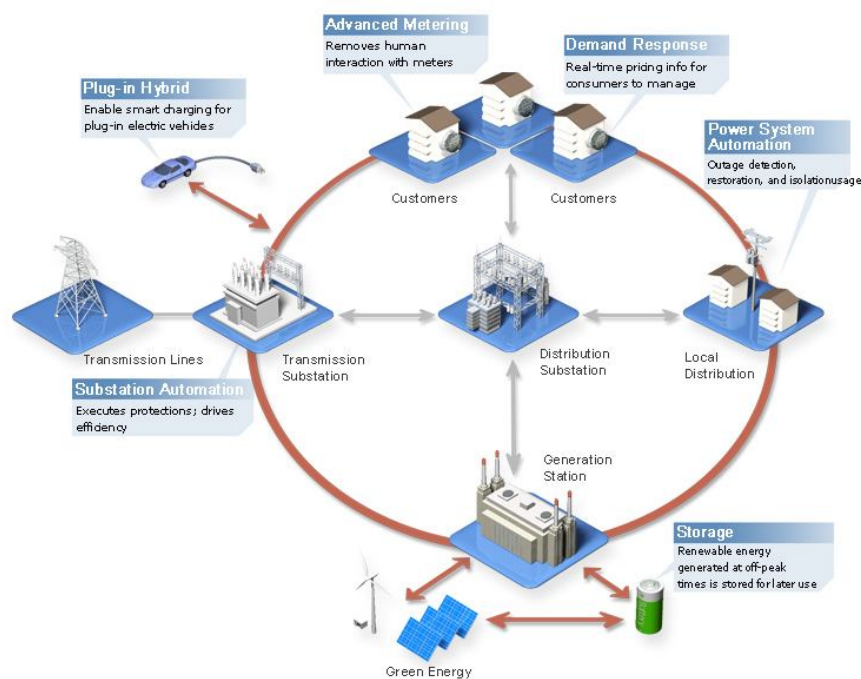 Advanced Metering
Removes human
interaction with meters
Demand Response
Real-time pricing info for
consumers to manage
Plug-in Hybrid
Enable smart charging for
plug-in electric vehicles
Power System
Automation
Outage detection,
restoration, and isolationusage
Customers
Customers
Transmission Lines
Transmission
Substation
Distribution
Substation
Local
Distribution
Substation Automation
Executes protections; drives
efficiency
Generation
Station
Storage
Renewable energy
generated at off-peak
times is stored for later use
Green Energy